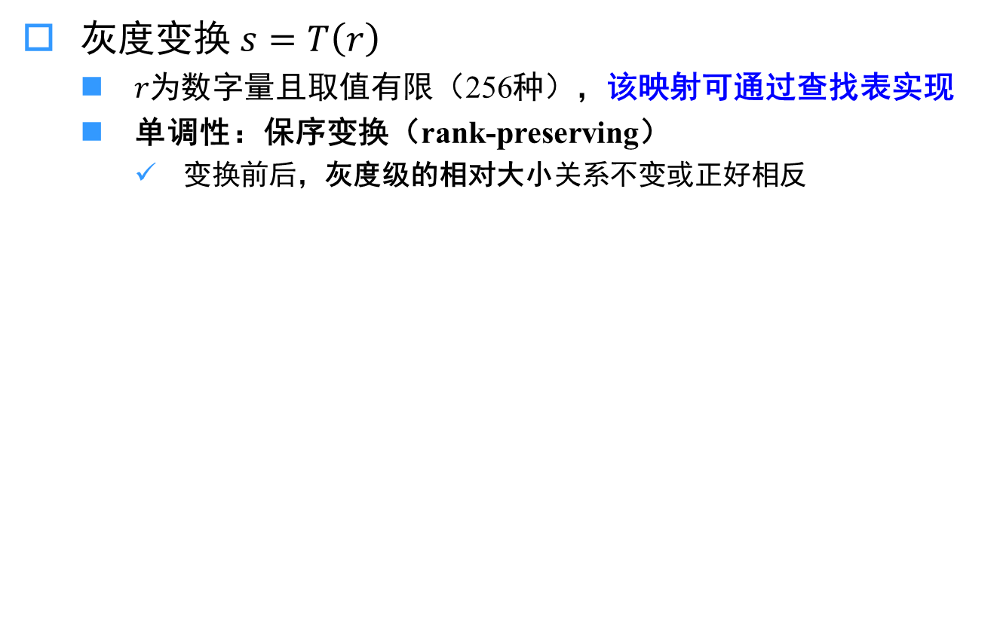 灰度变换 s = T(r)
r为数字量且取值有限（256种），该映射可通过查找表实现
单调性：保序变换（rank-preserving）
变换前后，灰度级的相对大小关系不变或正好相反